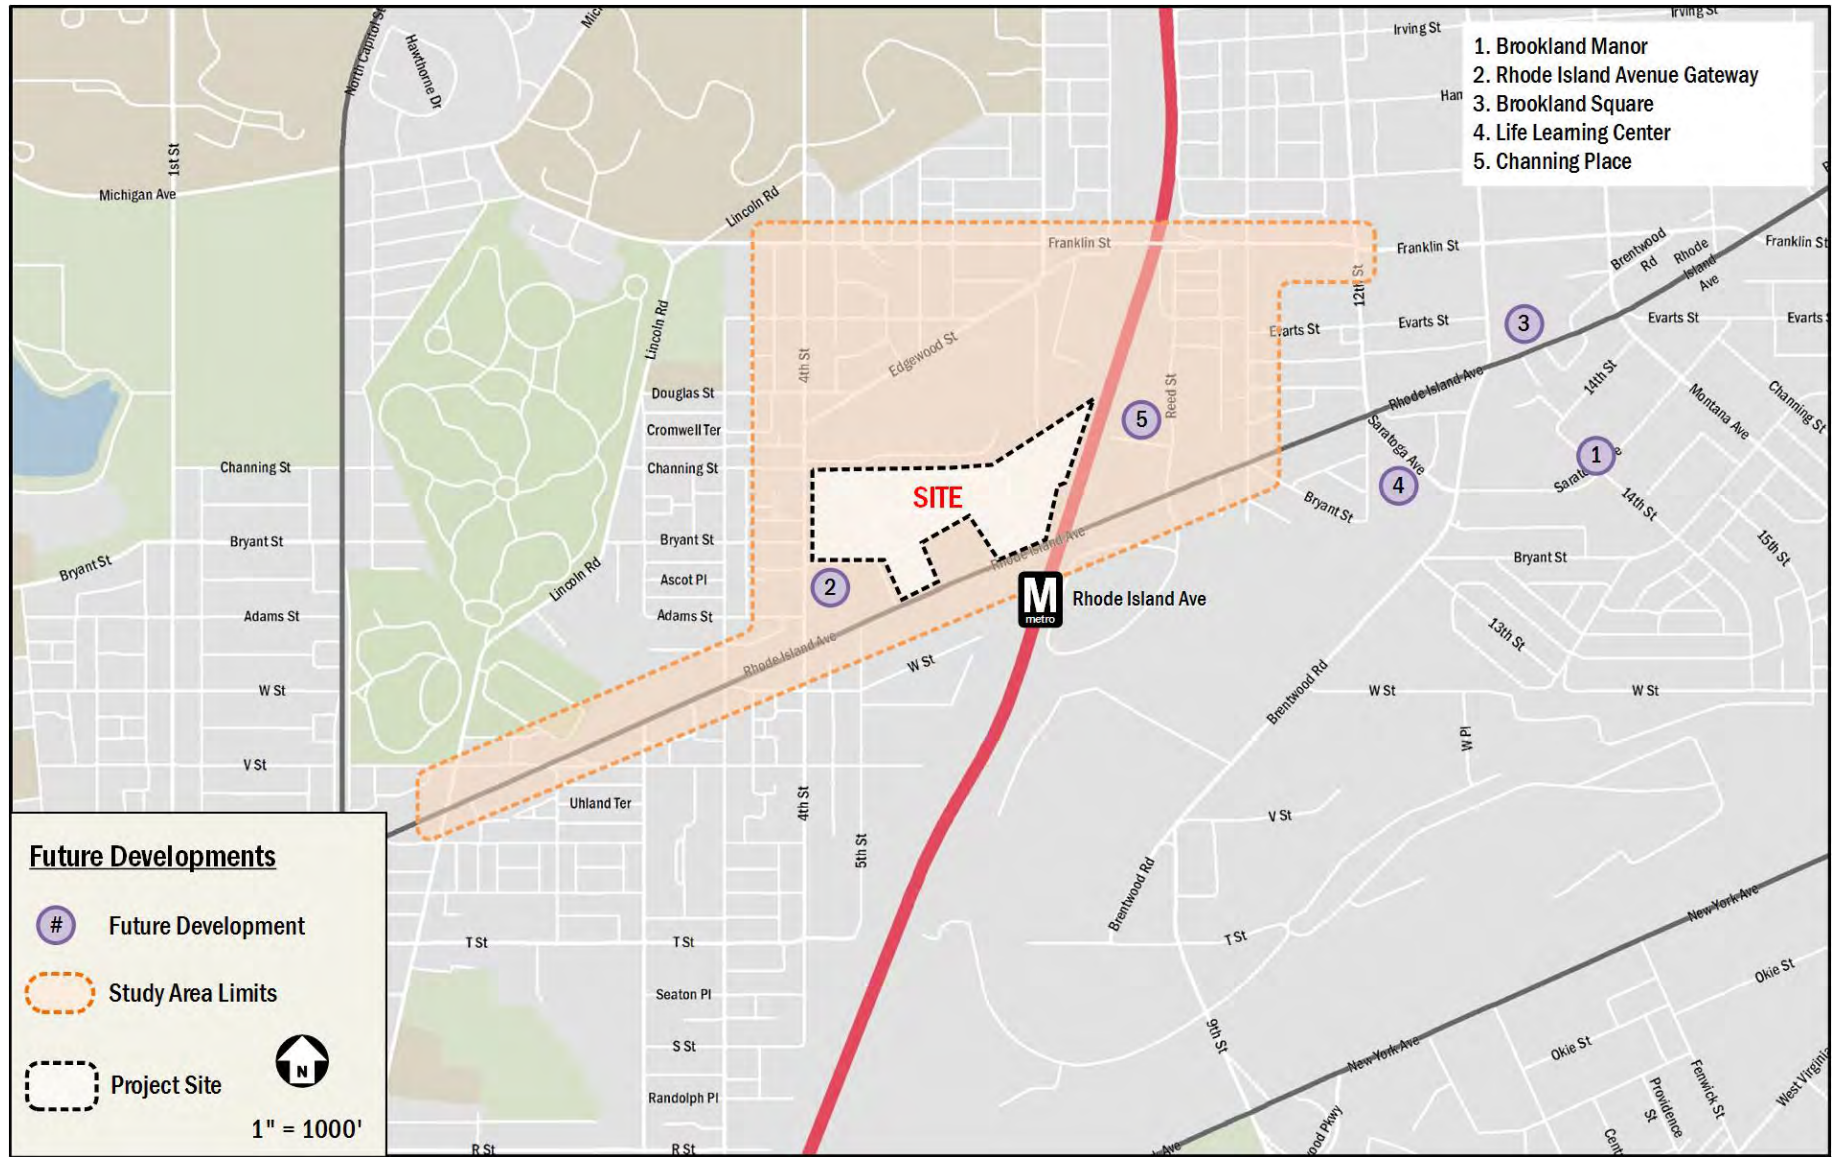 Irving St
Irving St
North Capitol St
Hawthorne Dr
1. Brookland Manor
2. Rhode Island Avenue Gateway
3. Brookland Square
4. Life Learning Center
5. Channing Place
1st St
Michigan Ave
Lincoln Rd
Franklin St
Franklin St
Franklin St
Brentwood
Rd
Rhode
Island
Ave
12th St
Lincoln Rd
Evarts St
Evarts St
Evarts St
Evarts
3
4th St
Edgewood St
Rhode Island Ave
14th St
Montana Ave
Channing St
Douglas St
Reed St
5
Cromwell Ter
Saratoga Ave
Channing St
Channing St
SITE
1
4
14th St
Bryant St
Bryant St
Bryant St
Bryant St
Rhode Island Ave
Bryant St
15th St
Lincoln Rd
Ascot Pl
2
M
metro
Rhode Island Ave
Adams St
Adams St
Rhode Island Ave
W St
13th St
W St
Brentwood Rd
W St
W St
W Pl
V St
Uhland Ter
4th St
5th St
V St
Future Developments
#
Future Development
Study Area Limits
Project Site
N
1" = 1000'
Brentwood Rd
New York Ave
T St
T St
T St
Okie St
Seaton Pl
9th St
New York Ave
Okie St
S St
Fenwick St
Providence
St
West Virginia
Randolph Pl
R St
R St